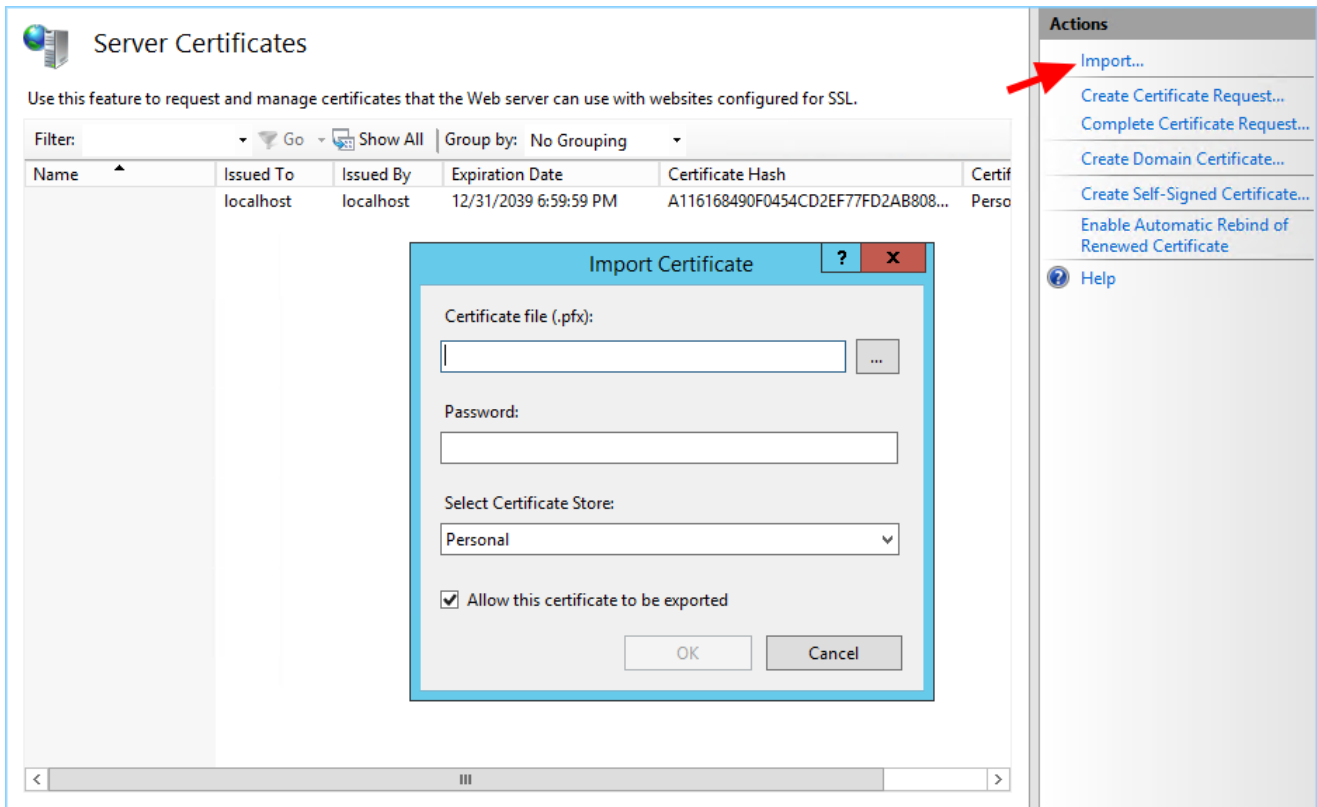 Server Certificates
Use this feature to request and manage certificates that the Web server can use with websites configured for SSL.
Filter: Go Show All Group by: No Grouping
Name Issued To Issued By Expiration Date Certificate Hash Certif
localhost localhost 12/31/2039 6:59:59 PM A116168490F0454CD2EF77FD2AB808... Perso
Import Certificate ? x
Certificate file (.pfx):
...
Password:
Select Certificate Store:
Personal
Allow this certificate to be exported
OK Cancel
Actions
Import...
Create Certificate Request...
Complete Certificate Request...
Create Domain Certificate...
Create Self-Signed Certificate...
Enable Automatic Rebind of
Renewed Certificate
? Help